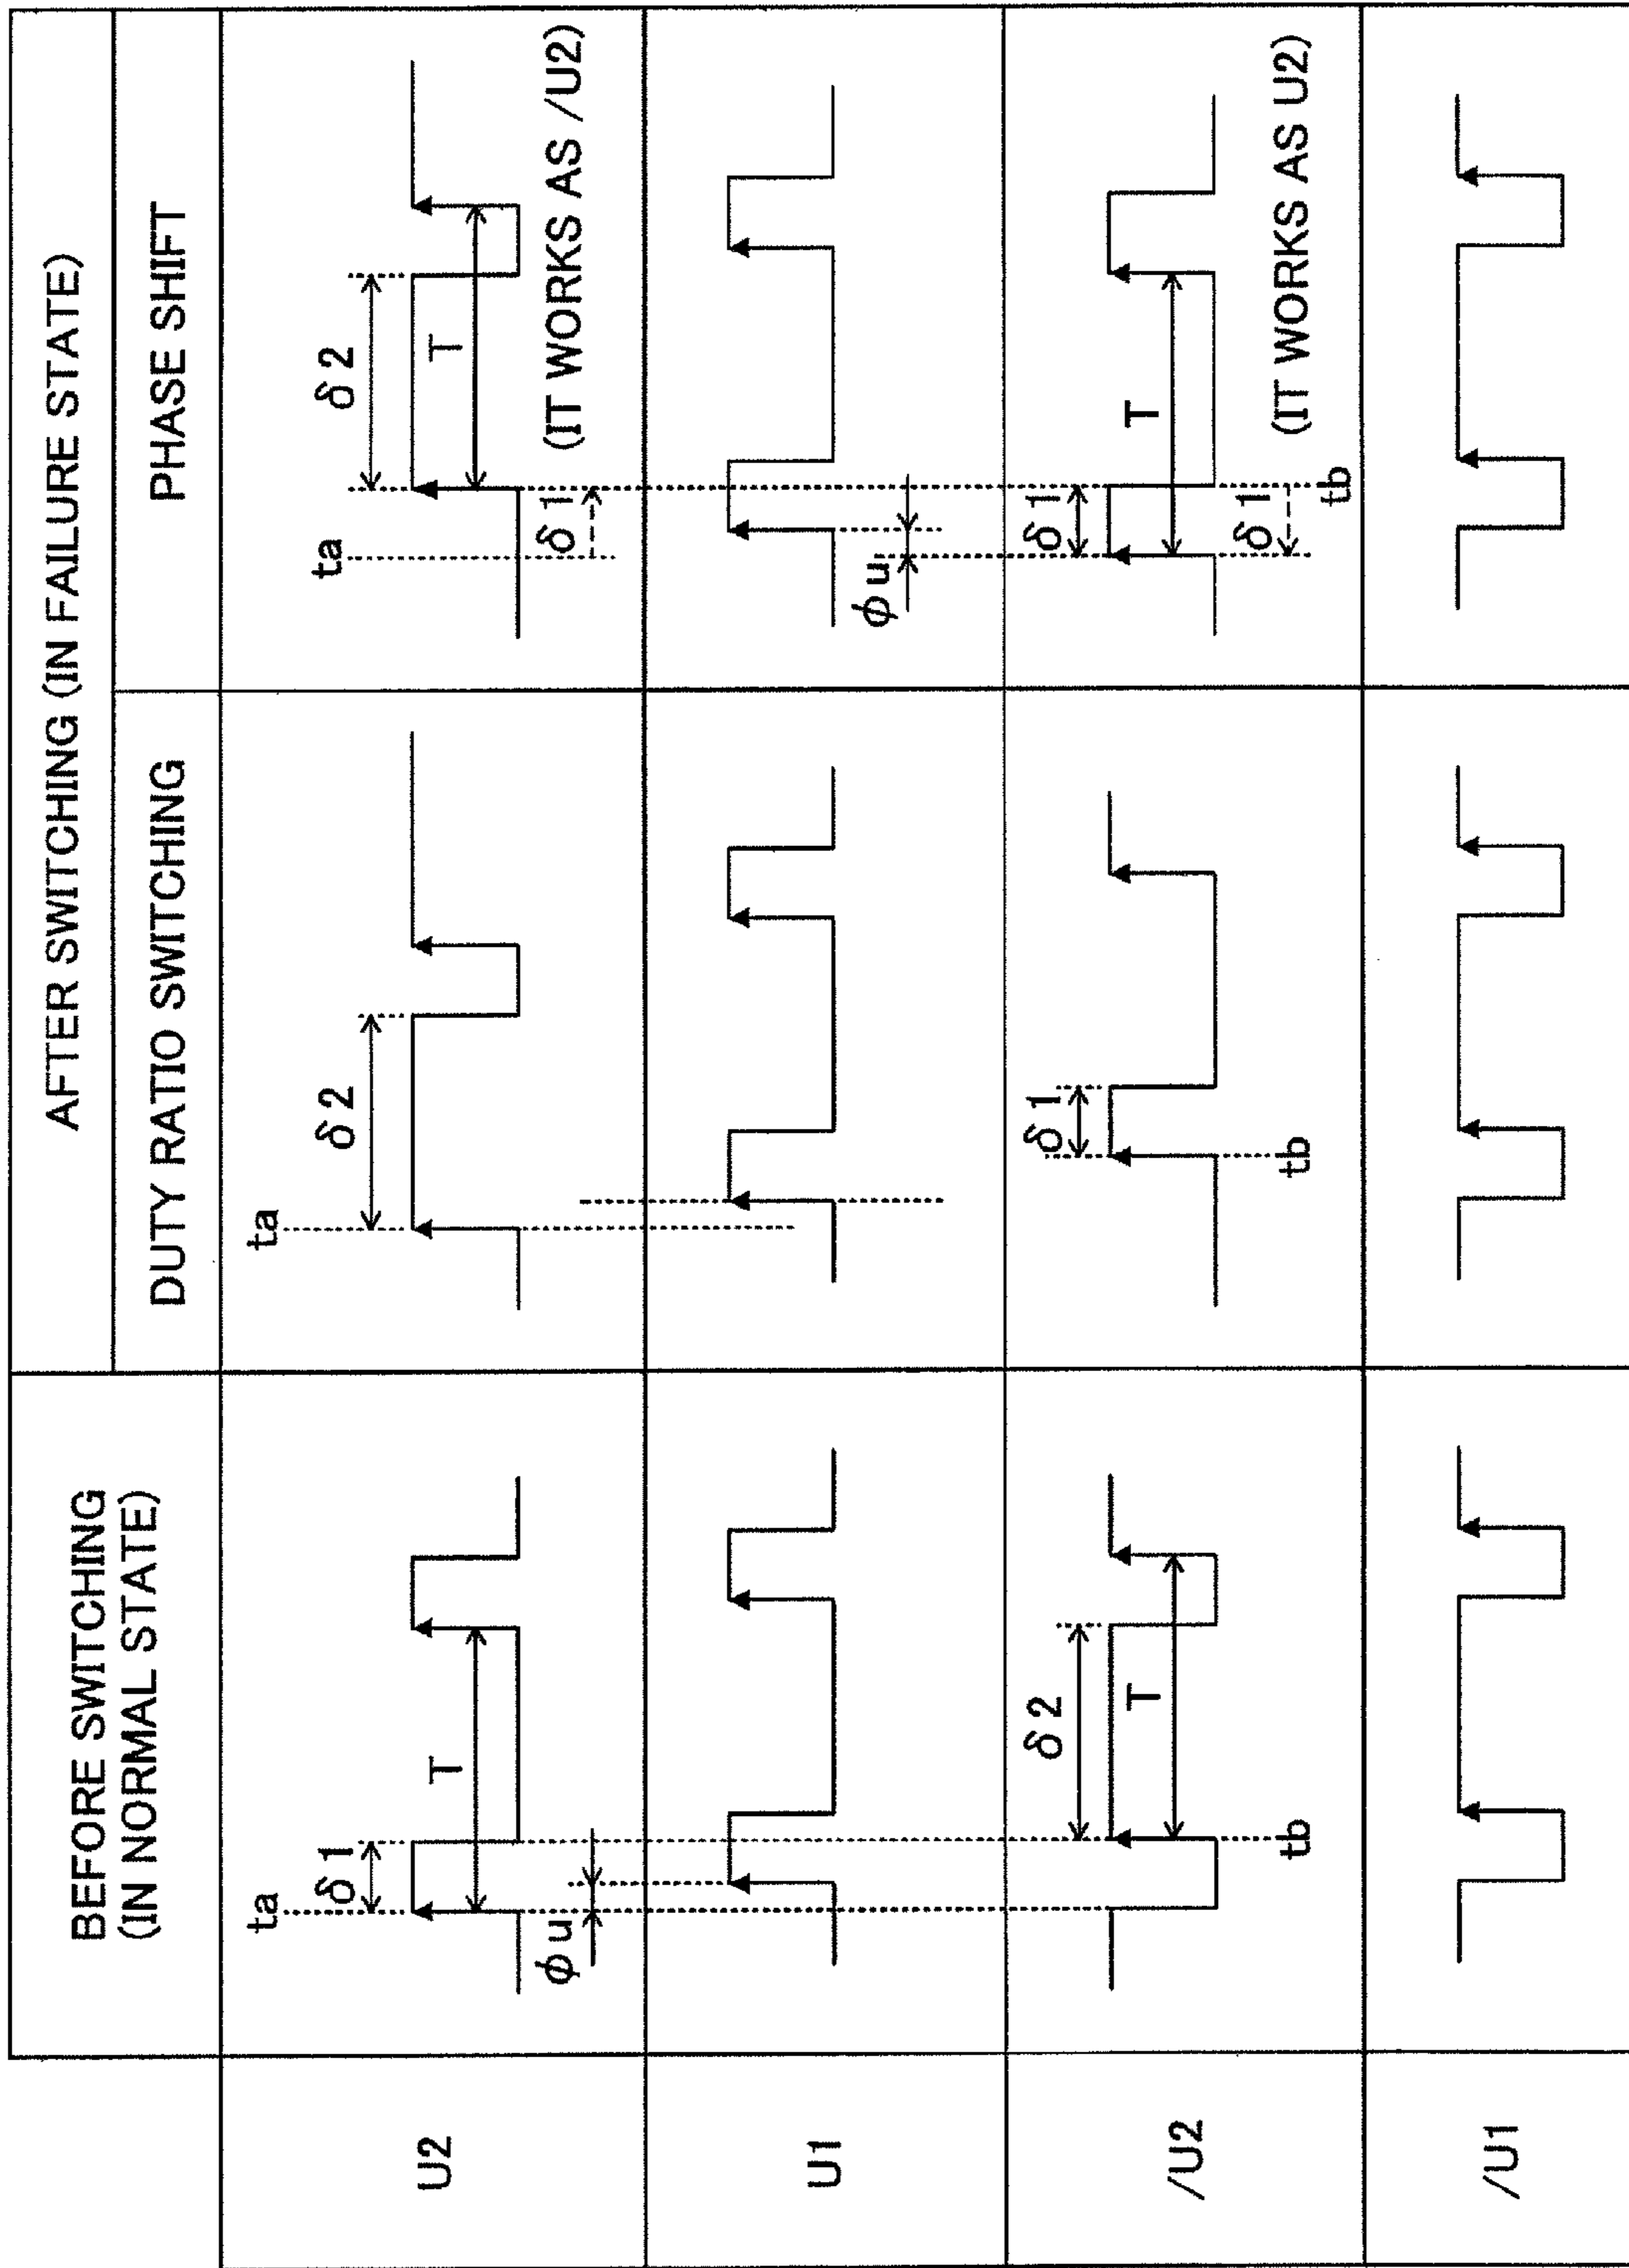 BEFORE SWITCHING
(IN NORMAL STATE)
AFTER SWITCHING (IN FAILURE STATE)
DUTY RATIO SWITCHING
PHASE SHIFT
U2
ta
δ1
T
φu
ta
δ2
ta
δ2
T
δ1
(IT WORKS AS /U2)
U1
φu
/U2
δ2
T
tb
δ1
tb
δ1
T
δ1
tb
(IT WORKS AS U2)
/U1